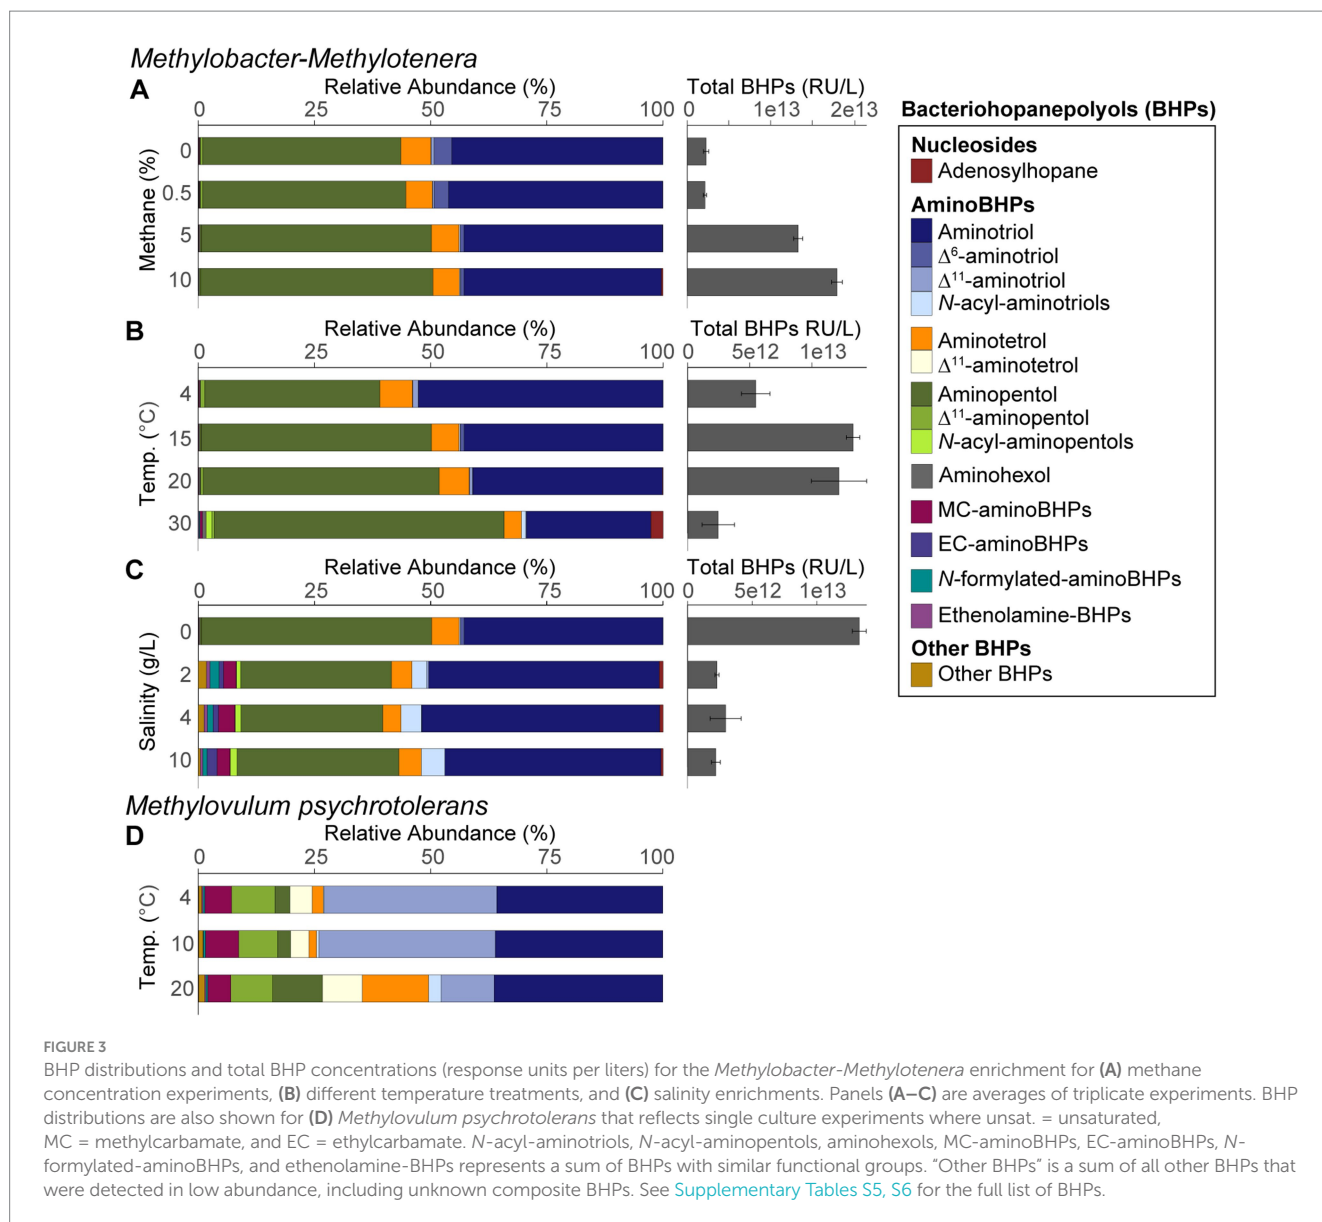 Methylobacter-Methylotenera
A
Relative Abundance (%)
Total BHPs (RU/L)
0 25 50 75 100
0 1e13 2e13
Methane (%)
0
0.5
5
10
B
Relative Abundance (%)
Total BHPs RU/L)
0 25 50 75 100
0 5e12 1e13
Temp. (°C)
4
15
20
30
C
Relative Abundance (%)
Total BHPs (RU/L)
0 25 50 75 100
0 5e12 1e13
Salinity (g/L)
0
2
4
10
Methylovulum psychrotolerans
D
Relative Abundance (%)
0 25 50 75 100
Temp. (°C)
4
10
20
Bacteriohopanepolyols (BHPs)
Nucleosides
Adenosylhopane
AminoBHPs
Aminotriol
Δ⁶-aminotriol
Δ¹¹-aminotriol
N-acyl-aminotriols
Aminotetrol
Δ¹¹-aminotetrol
Aminopentol
Δ¹¹-aminopentol
N-acyl-aminopentols
Aminohexol
MC-aminoBHPs
EC-aminoBHPs
N-formylated-aminoBHPs
Ethenolamine-BHPs
Other BHPs
Other BHPs
FIGURE 3
BHP distributions and total BHP concentrations (response units per liters) for the Methylobacter-Methylotenera enrichment for (A) methane
concentration experiments, (B) different temperature treatments, and (C) salinity enrichments. Panels (A–C) are averages of triplicate experiments. BHP
distributions are also shown for (D) Methylovulum psychrotolerans that reflects single culture experiments where unsat. = unsaturated,
MC = methylcarbamate, and EC = ethylcarbamate. N-acyl-aminotriols, N-acyl-aminopentols, aminohexols, MC-aminoBHPs, EC-aminoBHPs, N-
formylated-aminoBHPs, and ethenolamine-BHPs represents a sum of BHPs with similar functional groups. “Other BHPs” is a sum of all other BHPs that
were detected in low abundance, including unknown composite BHPs. See Supplementary Tables S5, S6 for the full list of BHPs.